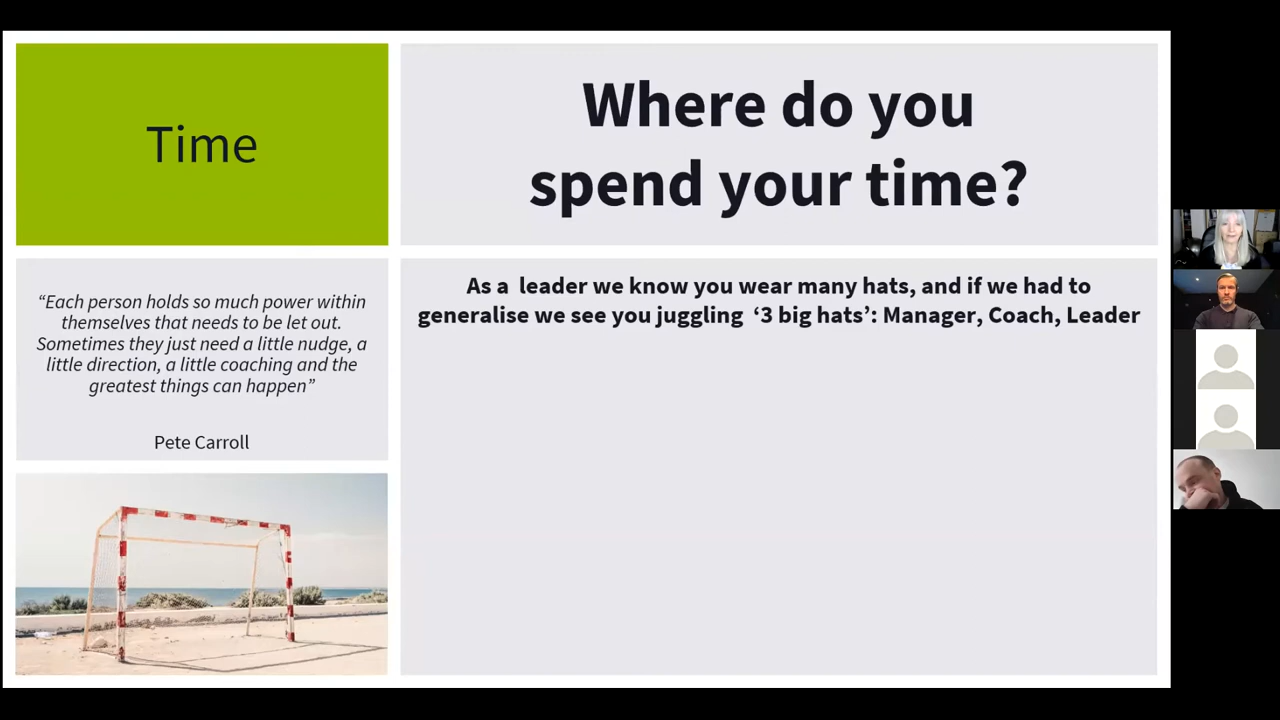 Time
Where do you
spend your time?
“Each person holds so much power within
themselves that needs to be let out.
Sometimes they just need a little nudge, a
little direction, a little coaching and the
greatest things can happen”
Pete Carroll
As a  leader we know you wear many hats, and if we had to
generalise we see you juggling  ‘3 big hats’: Manager, Coach, Leader